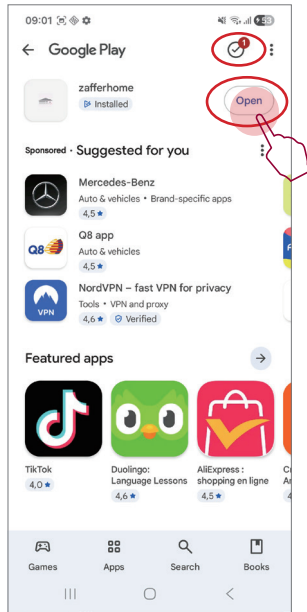 09:01
53
Google Play
1
zafferhome
Installed
Open
Sponsored • Suggested for you
Mercedes-Benz
Auto & vehicles • Brand-specific apps
4,5 ★
Q8
Q8 app
Auto & vehicles
4,5 ★
VPN
NordVPN – fast VPN for privacy
Tools • VPN and proxy
4,6 ★ Verified
Featured apps
TikTok
4,0 ★
Duolingo:
Language Lessons
4,6 ★
AliExpress :
shopping en ligne
4,5 ★
Games
Apps
Search
Books